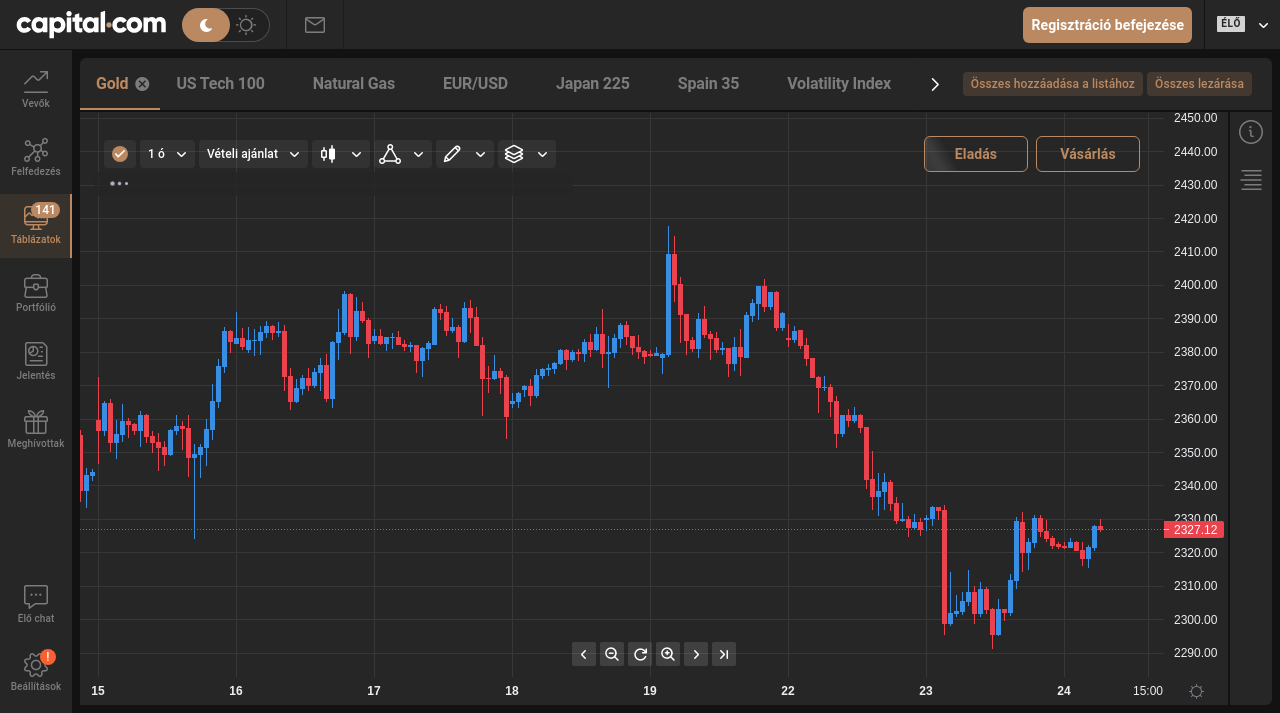 capital.com
Regisztráció befejezése
ÉLŐ
Gold
US Tech 100
Natural Gas
EUR/USD
Japan 225
Spain 35
Volatility Index
Összes hozzáadása a listához
Összes lezárása
Vevők
Felfedezés
141
Táblázatok
Portfólió
Jelentés
Meghívottak
Élő chat
!
Beállítások
1 ó
Vételi ajánlat
Eladás
Vásárlás
2450.00
2440.00
2430.00
2420.00
2410.00
2400.00
2390.00
2380.00
2370.00
2360.00
2350.00
2340.00
2330.00
2327.12
2320.00
2310.00
2300.00
2290.00
15
16
17
18
19
22
23
24
15:00